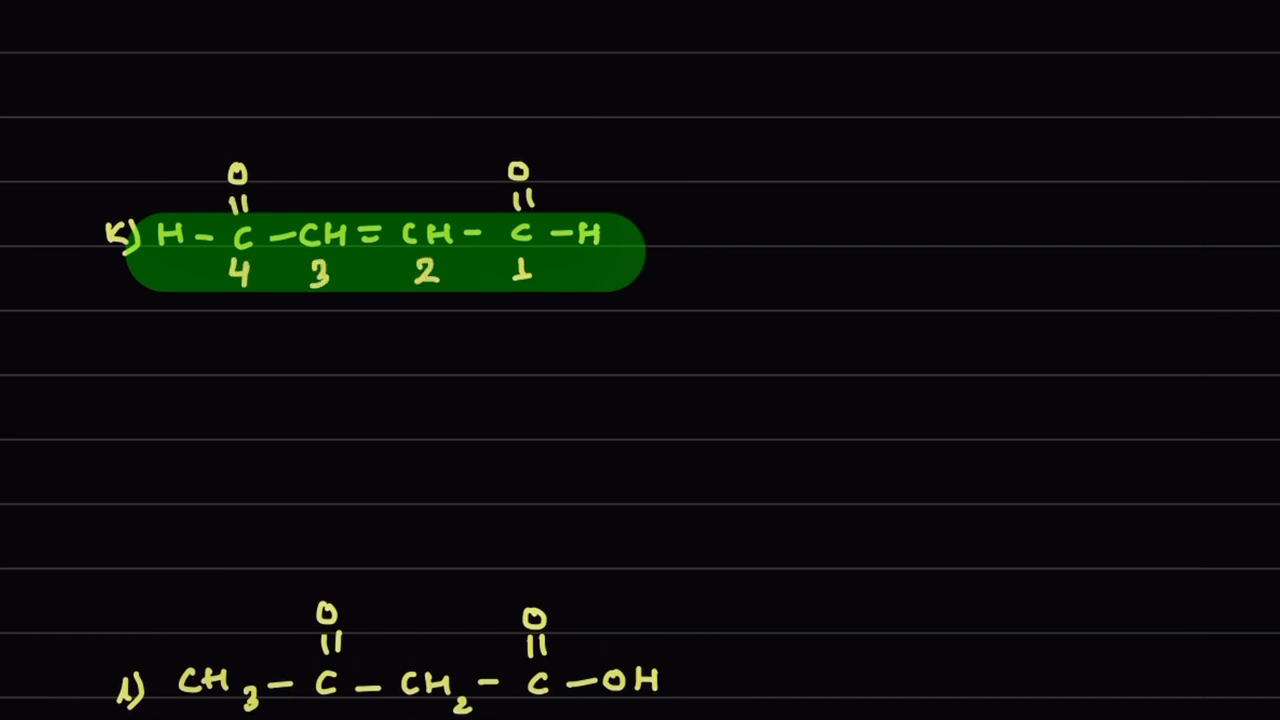 O O
|| ||
к) H - C - CH = CH - C - H
4 3 2 1
O O
|| ||
л) CH₃ - C - CH₂ - C - OH